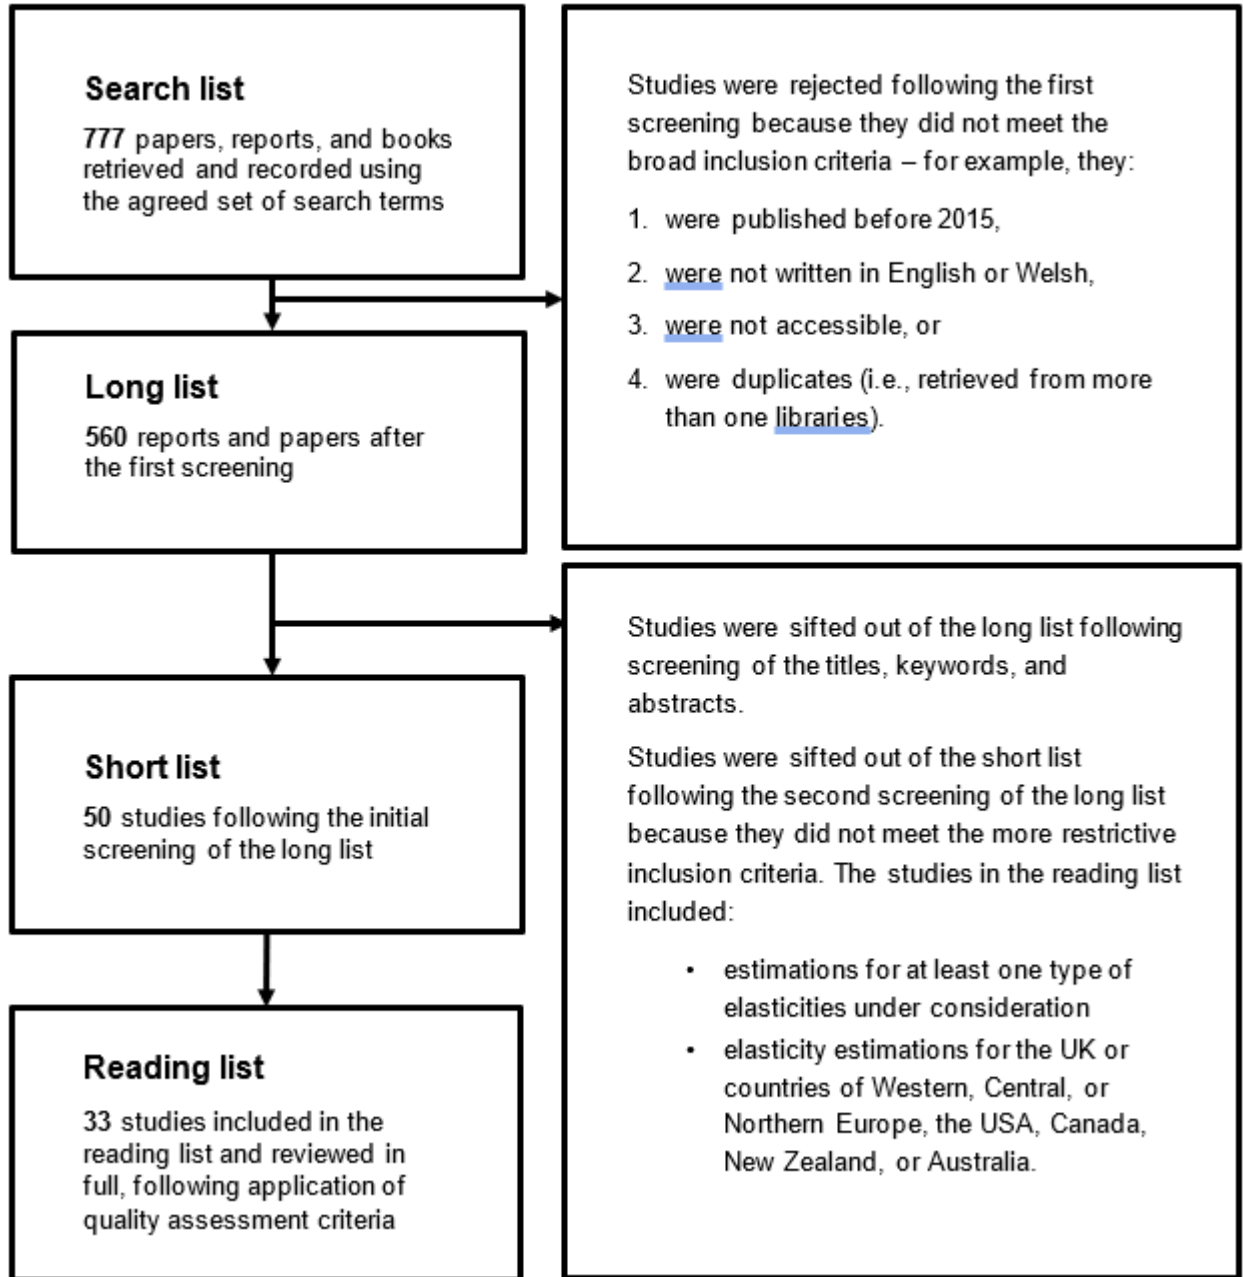 Search list
777 papers, reports, and books
retrieved and recorded using
the agreed set of search terms
Studies were rejected following the first
screening because they did not meet the
broad inclusion criteria – for example, they:
1. were published before 2015,
2. were not written in English or Welsh,
3. were not accessible, or
4. were duplicates (i.e., retrieved from more
than one libraries).
Long list
560 reports and papers after
the first screening
Studies were sifted out of the long list following
screening of the titles, keywords, and
abstracts.
Studies were sifted out of the short list
following the second screening of the long list
because they did not meet the more restrictive
inclusion criteria. The studies in the reading list
included:
• estimations for at least one type of
elasticities under consideration
• elasticity estimations for the UK or
countries of Western, Central, or
Northern Europe, the USA, Canada,
New Zealand, or Australia.
Short list
50 studies following the initial
screening of the long list
Reading list
33 studies included in the
reading list and reviewed in
full, following application of
quality assessment criteria